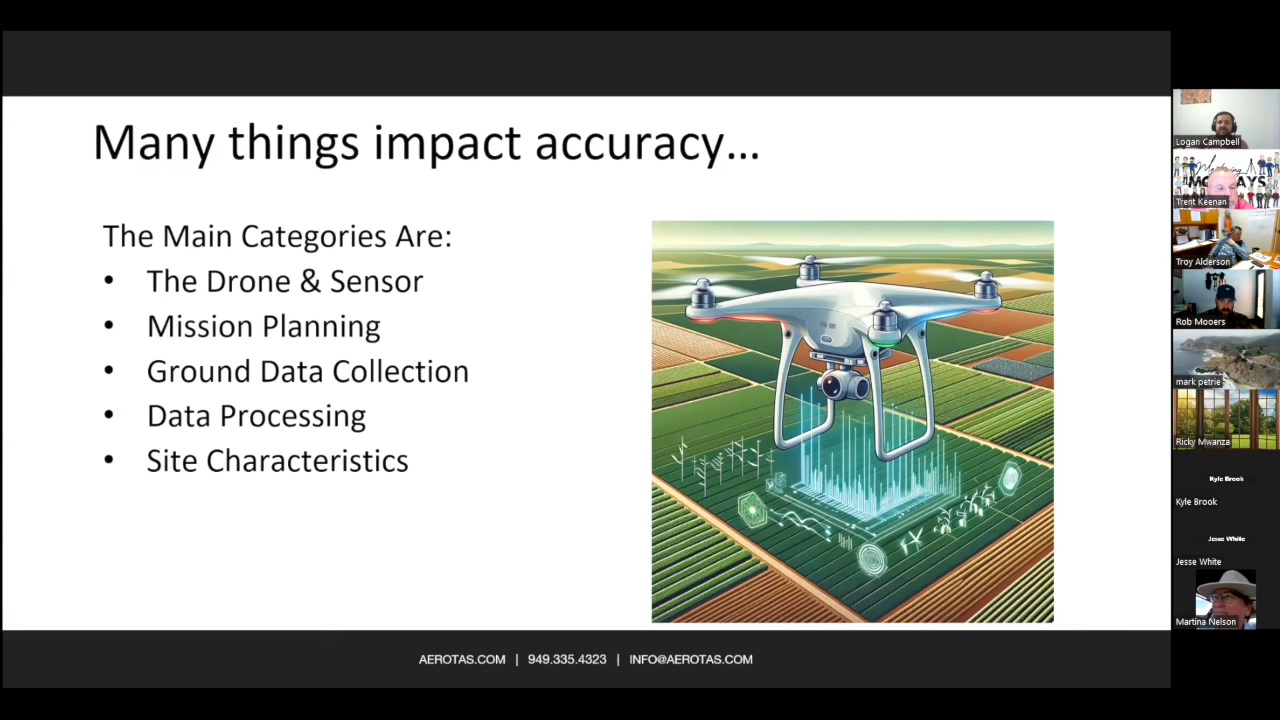 Many things impact accuracy...
The Main Categories Are:
• The Drone & Sensor
• Mission Planning
• Ground Data Collection
• Data Processing
• Site Characteristics
AEROTAS.COM | 949.335.4323 | INFO@AEROTAS.COM
Logan Campbell
Trent Keenan
Troy Alderson
Rob Mooers
mark petrie
Ricky Mwanza
Kyle Brook
Kyle Brook
Jesse White
Jesse White
Martina Nelson